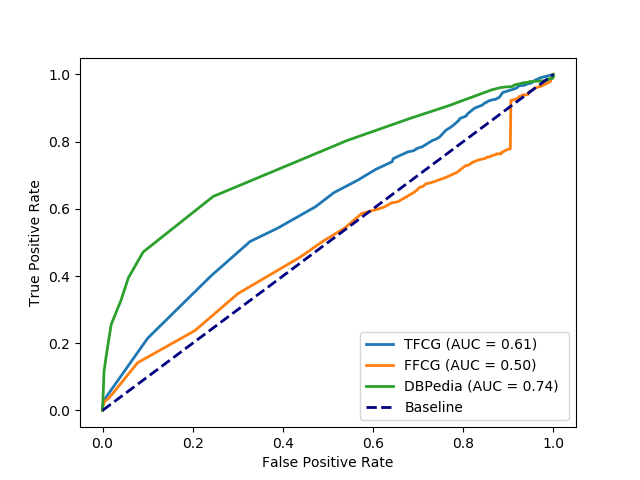 1.0
0.8
0.6
0.4
0.2
0.0
True Positive Rate
TFCG (AUC = 0.61)
FFCG (AUC = 0.50)
DBPedia (AUC = 0.74)
Baseline
0.0 0.2 0.4 0.6 0.8 1.0
False Positive Rate